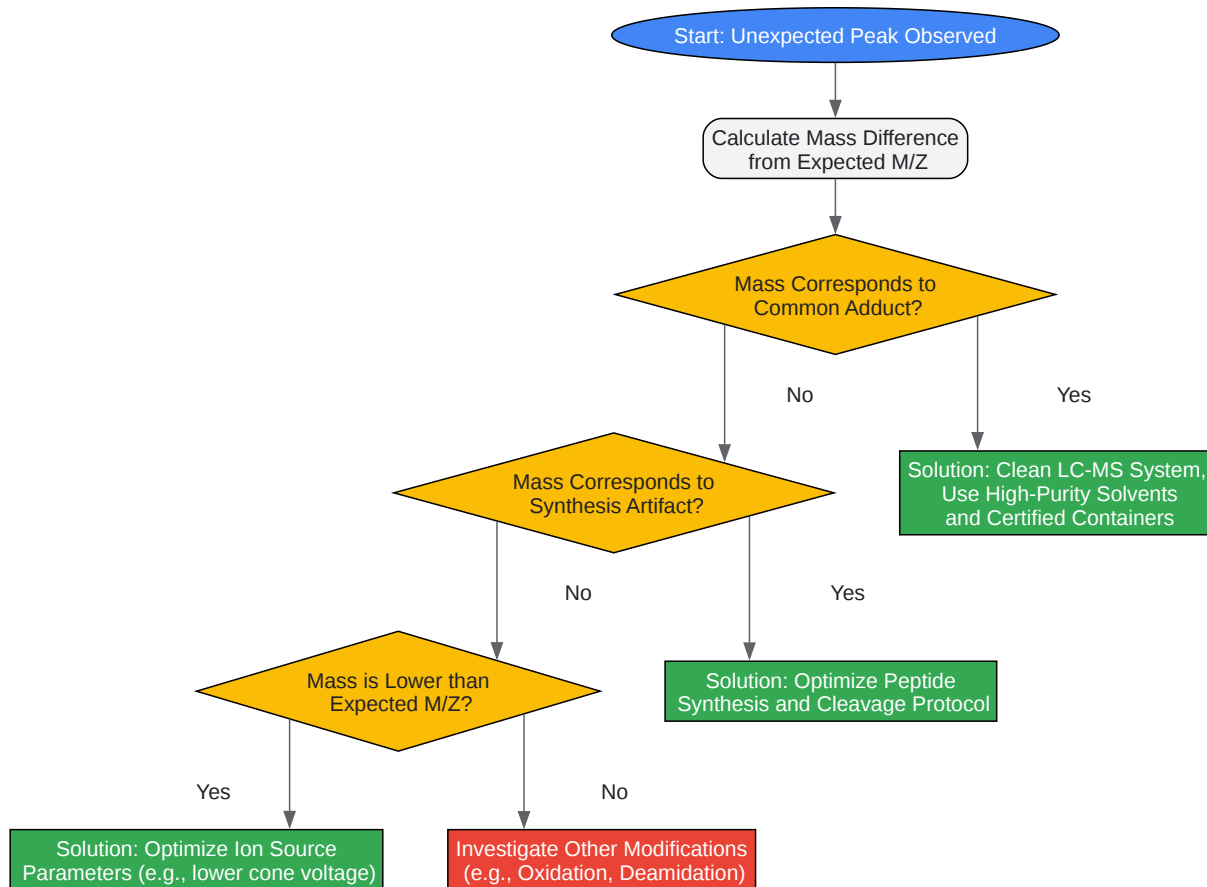 Start: Unexpected Peak Observed
Calculate Mass Difference
from Expected M/Z
Mass Corresponds to
Common Adduct?
No
Yes
Mass Corresponds to
Synthesis Artifact?
Solution: Clean LC-MS System,
Use High-Purity Solvents
and Certified Containers
No
Yes
Mass is Lower than
Expected M/Z?
Solution: Optimize Peptide
Synthesis and Cleavage Protocol
Yes
No
Solution: Optimize Ion Source
Parameters (e.g., lower cone voltage)
Investigate Other Modifications
(e.g., Oxidation, Deamidation)